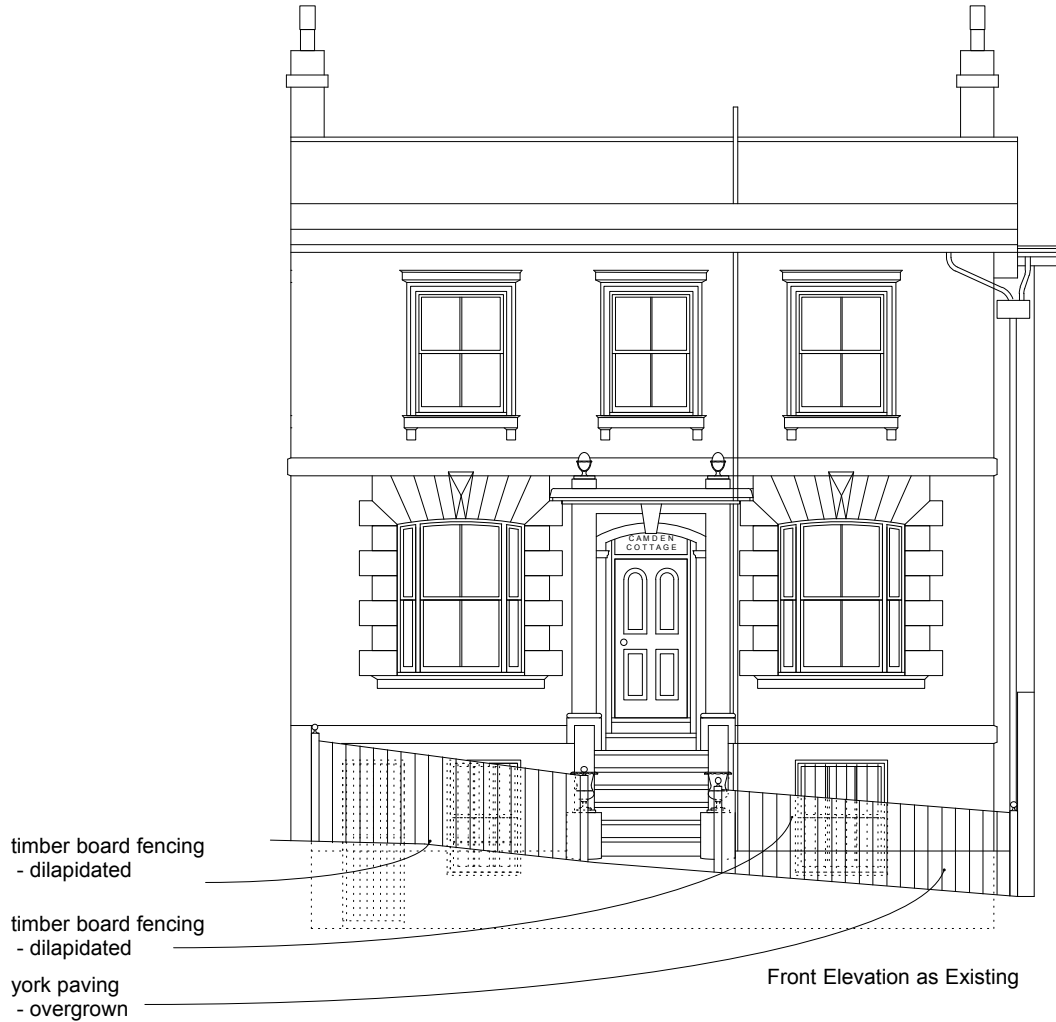 CAMDEN
COTTAGE
timber board fencing
- dilapidated
timber board fencing
- dilapidated
york paving
- overgrown
Front Elevation as Existing